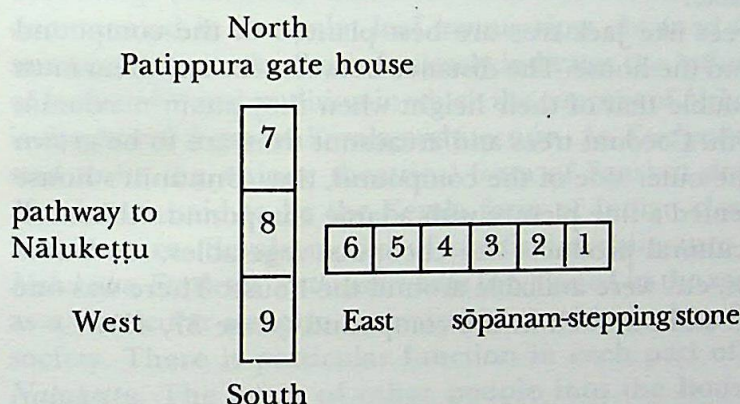 North
Patippura gate house
7
pathway to 8
Nālukeṭṭu 6 5 4 3 2 1
West 9 East sōpānam-stepping stone
South